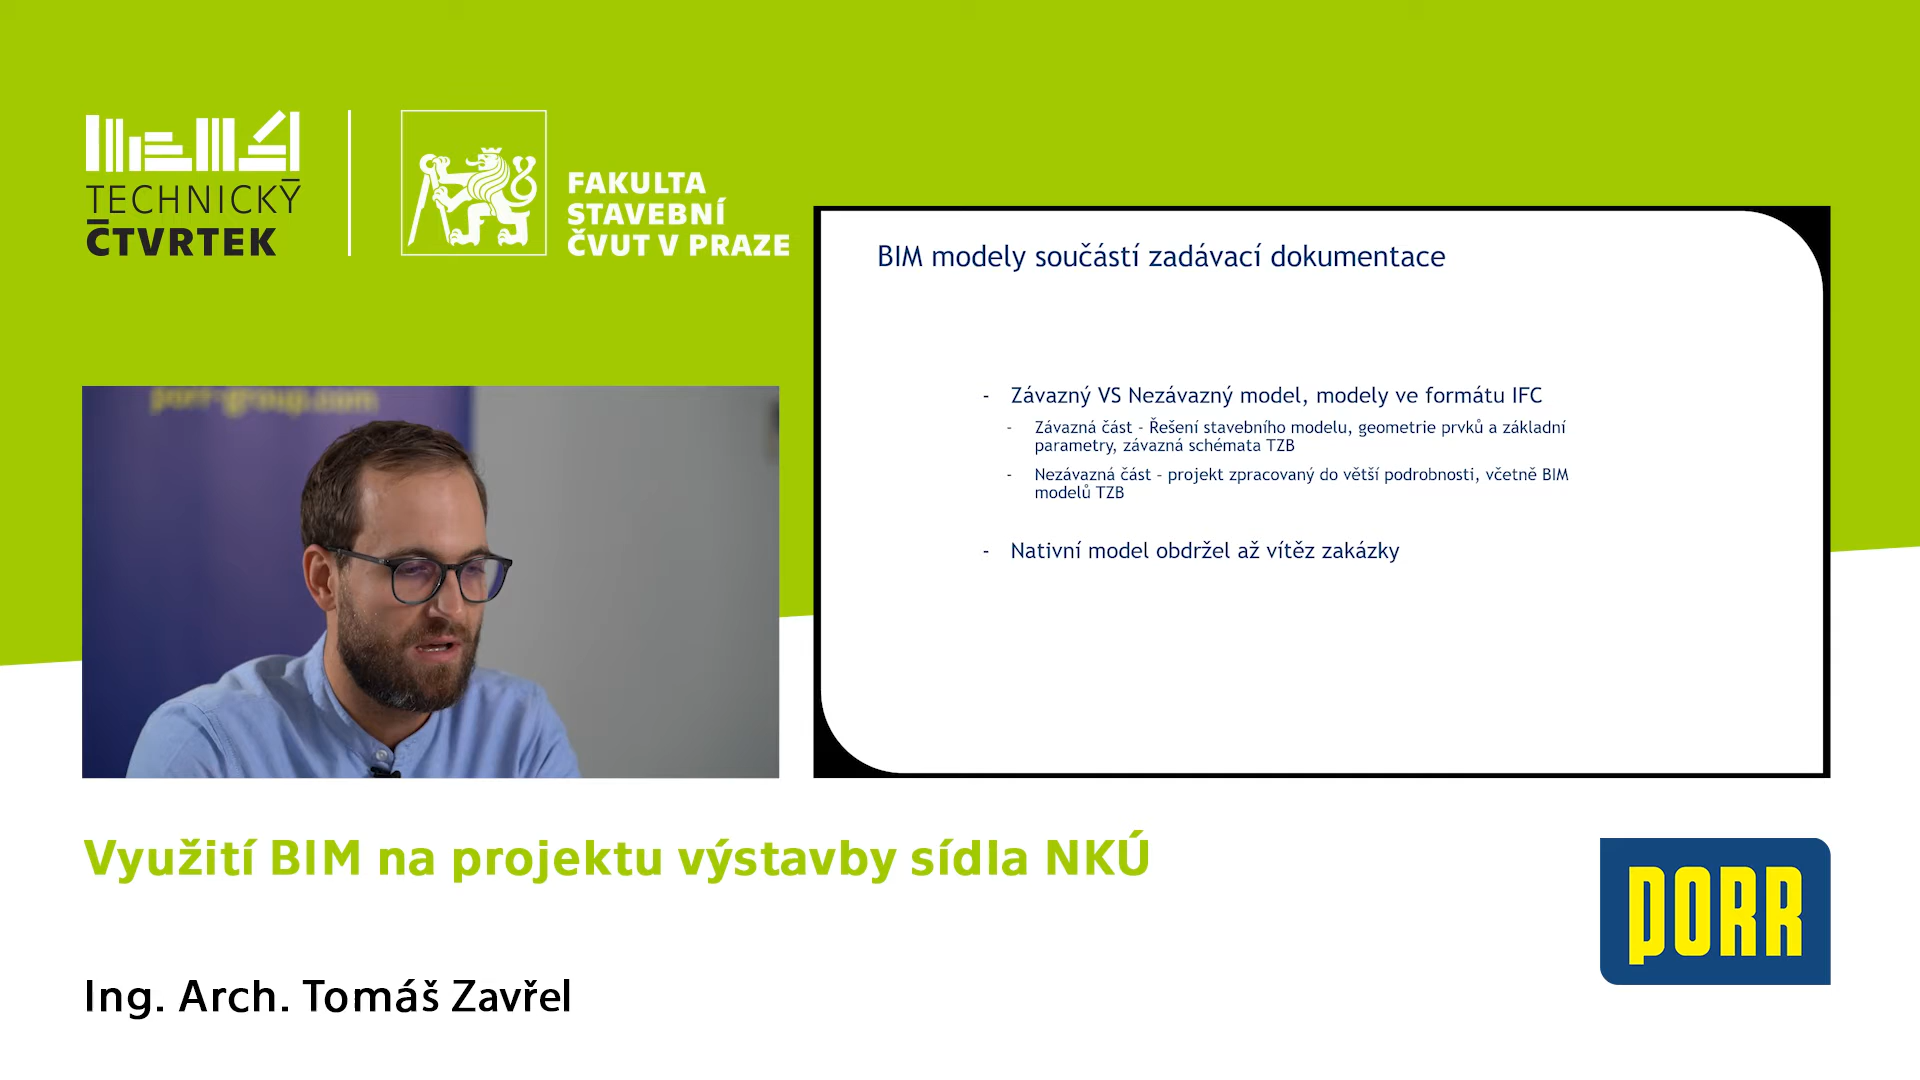 TECHNICKÝ
ČTVRTEK
FAKULTA
STAVEBNÍ
ČVUT V PRAZE
BIM modely součástí zadávací dokumentace
- Závazný VS Nezávazný model, modely ve formátu IFC
- Závazná část - Řešení stavebního modelu, geometrie prvků a základní
parametry, závazná schémata TZB
- Nezávazná část – projekt zpracovaný do větší podrobnosti, včetně BIM
modelů TZB
- Nativní model obdržel až vítěz zakázky
porr-group.com
Využití BIM na projektu výstavby sídla NKÚ
PORR
Ing. Arch. Tomáš Zavřel